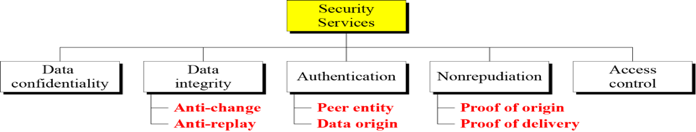 Security
Services
Data
confidentiality
Data
integrity
Authentication
Nonrepudiation
Access
control
Anti-change
Anti-replay
Peer entity
Data origin
Proof of origin
Proof of delivery